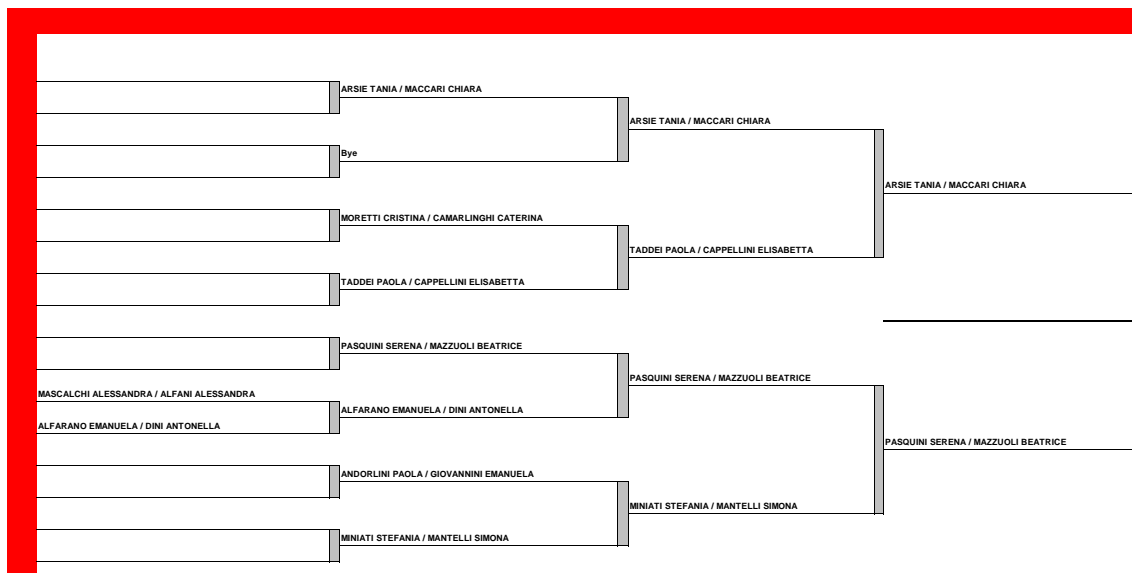 ARSIE TANIA / MACCARI CHIARA
ARSIE TANIA / MACCARI CHIARA
Bye
ARSIE TANIA / MACCARI CHIARA
MORETTI CRISTINA / CAMARLINGHI CATERINA
TADDEI PAOLA / CAPPELLINI ELISABETTA
TADDEI PAOLA / CAPPELLINI ELISABETTA
PASQUINI SERENA / MAZZUOLI BEATRICE
PASQUINI SERENA / MAZZUOLI BEATRICE
MASCALCHI ALESSANDRA / ALFANI ALESSANDRA
ALFARANO EMANUELA / DINI ANTONELLA
ALFARANO EMANUELA / DINI ANTONELLA
PASQUINI SERENA / MAZZUOLI BEATRICE
ANDORLINI PAOLA / GIOVANNINI EMANUELA
MINIATI STEFANIA / MANTELLI SIMONA
MINIATI STEFANIA / MANTELLI SIMONA